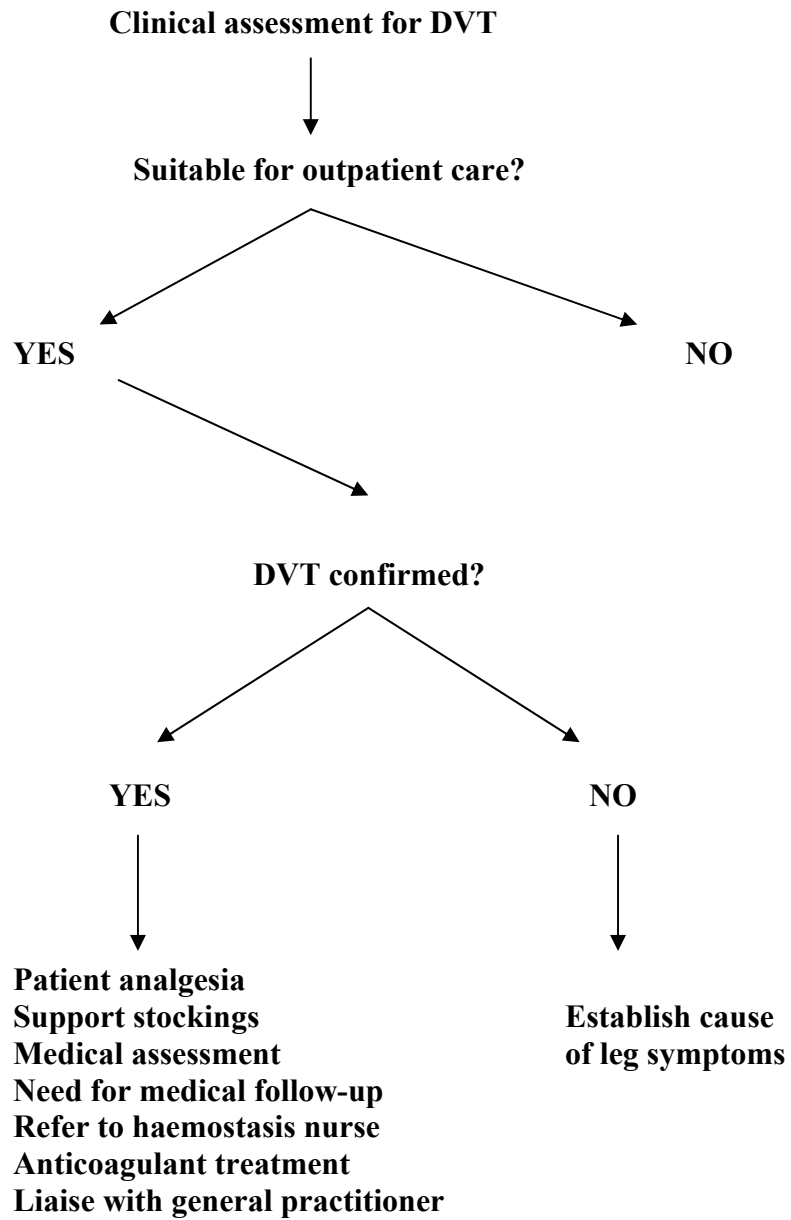 Clinical assessment for DVT
Suitable for outpatient care?
YES
NO
DVT confirmed?
YES
NO
Patient analgesia
Support stockings
Medical assessment
Need for medical follow-up
Refer to haemostasis nurse
Anticoagulant treatment
Liaise with general practitioner
Establish cause
of leg symptoms